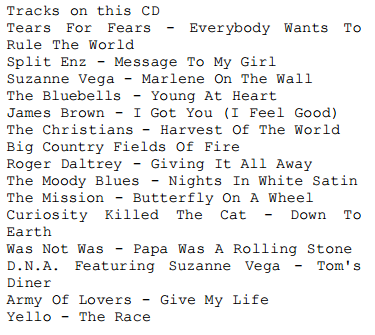 Tracks on this CD
Tears For Fears - Everybody Wants To
Rule The World
Split Enz - Message To My Girl
Suzanne Vega - Marlene On The Wall
The Bluebells - Young At Heart
James Brown - I Got You (I Feel Good)
The Christians - Harvest Of The World
Big Country Fields Of Fire
Roger Daltrey - Giving It All Away
The Moody Blues - Nights In White Satin
The Mission - Butterfly On A Wheel
Curiosity Killed The Cat - Down To
Earth
Was Not Was - Papa Was A Rolling Stone
D.N.A. Featuring Suzanne Vega - Tom's
Diner
Army Of Lovers - Give My Life
Yello - The Race